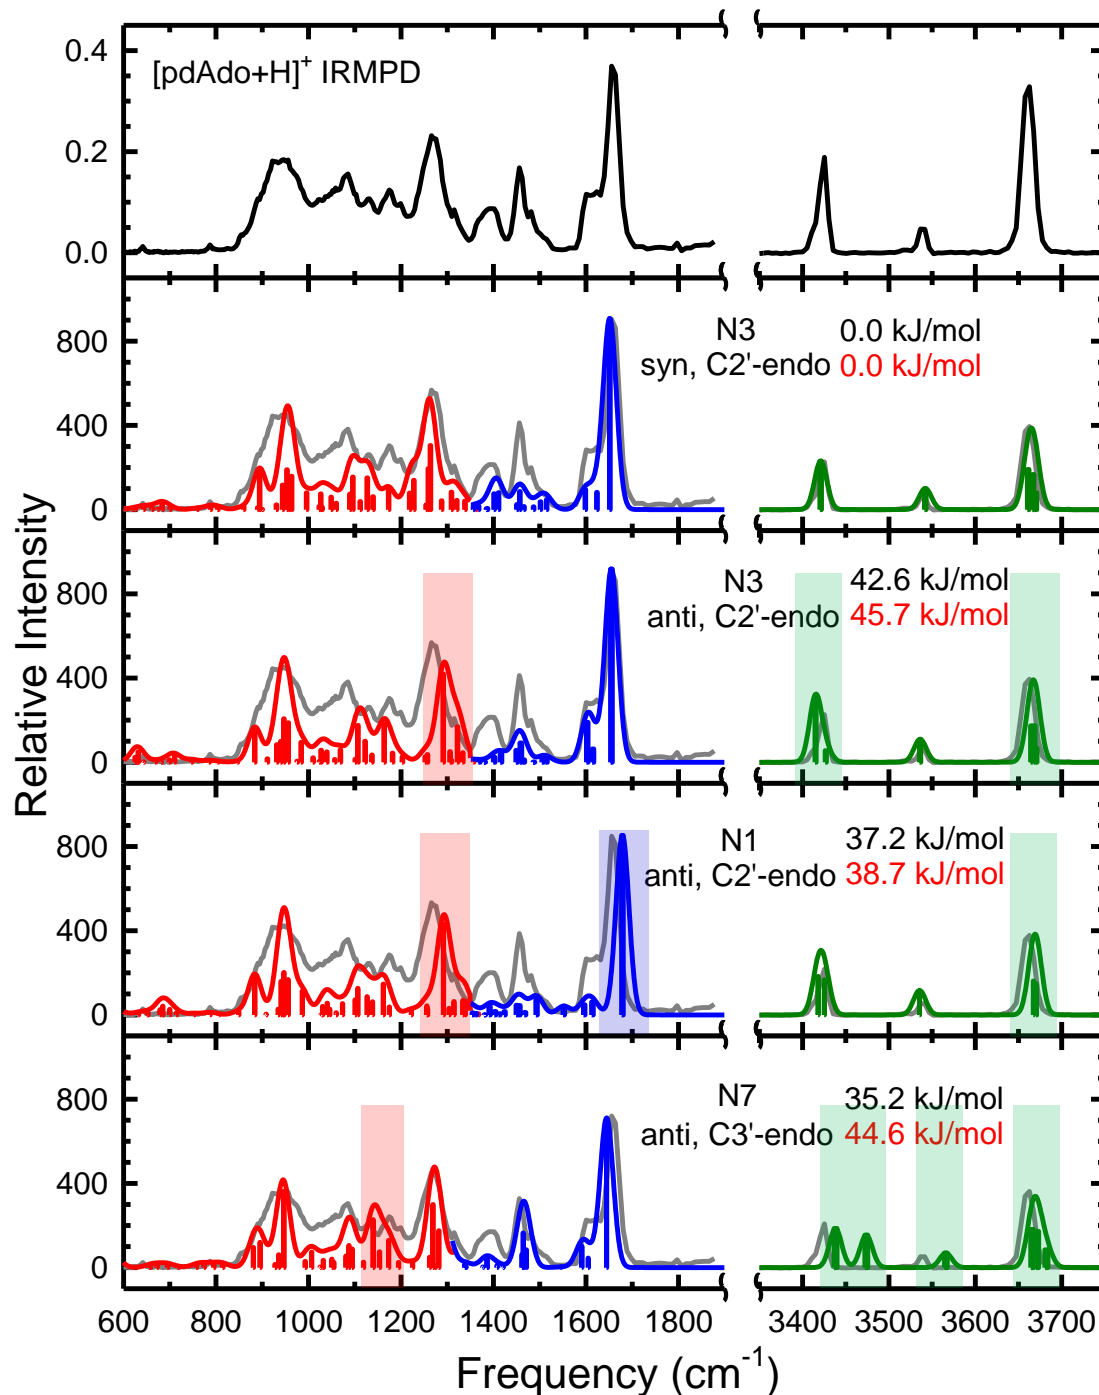 [pdAdo+H]+ IRMPD
0.4
0.2
0.0
N3 0.0 kJ/mol
syn, C2'-endo 0.0 kJ/mol
800
400
0
N3 42.6 kJ/mol
anti, C2'-endo 45.7 kJ/mol
800
400
0
N1 37.2 kJ/mol
anti, C2'-endo 38.7 kJ/mol
800
400
0
N7 35.2 kJ/mol
anti, C3'-endo 44.6 kJ/mol
800
400
0
Relative Intensity
600 800 1000 1200 1400 1600 1800 3400 3500 3600 3700
Frequency (cm-1)